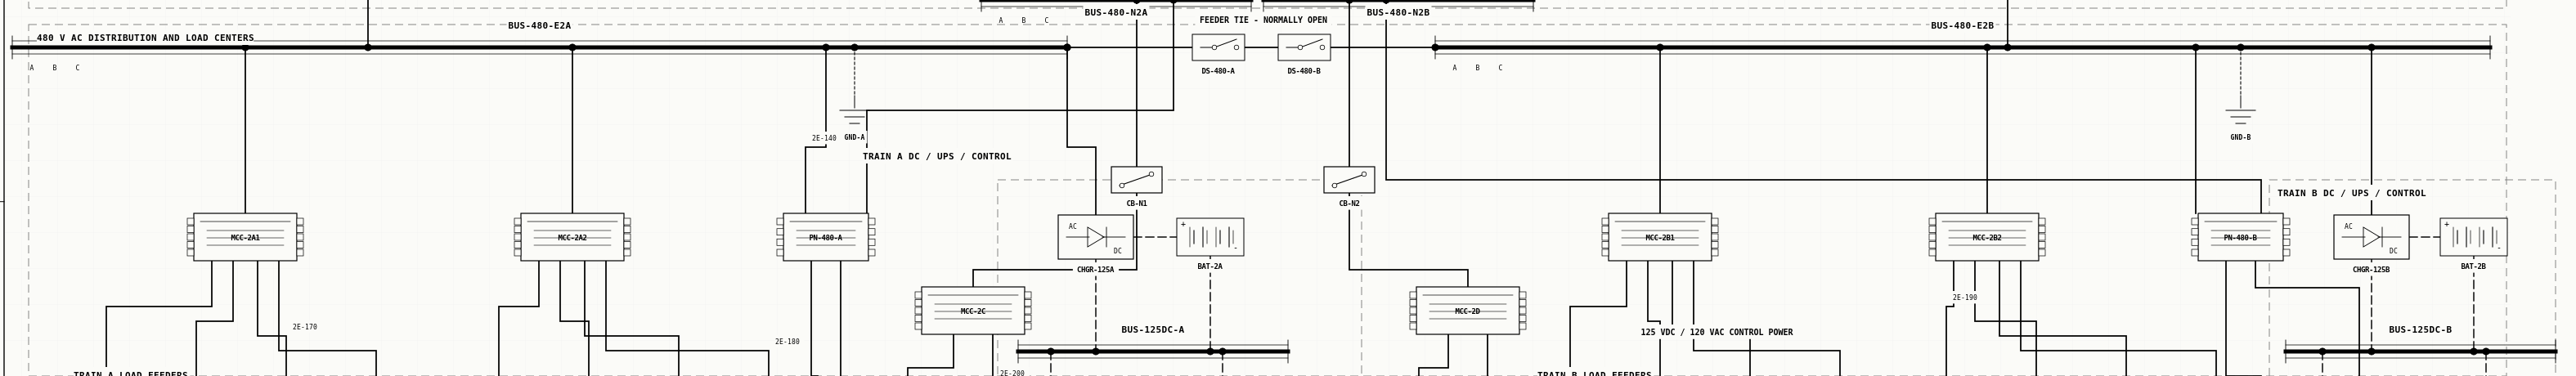 BUS-480-E2A
A B C
BUS-480-N2A
FEEDER TIE - NORMALLY OPEN
BUS-480-N2B
BUS-480-E2B
480 V AC DISTRIBUTION AND LOAD CENTERS
A B C
DS-480-A
DS-480-B
A B C
2E-140
GND-A
GND-B
TRAIN A DC / UPS / CONTROL
TRAIN B DC / UPS / CONTROL
CB-N1
CB-N2
MCC-2A1
MCC-2A2
PN-480-A
AC
DC
+
-
MCC-2B1
MCC-2B2
PN-480-B
AC
DC
+
-
CHGR-125A
BAT-2A
CHGR-125B
BAT-2B
2E-190
MCC-2C
MCC-2D
2E-170
BUS-125DC-A
125 VDC / 120 VAC CONTROL POWER
BUS-125DC-B
2E-180
TRAIN A LOAD FEEDERS
2E-200
TRAIN B LOAD FEEDERS